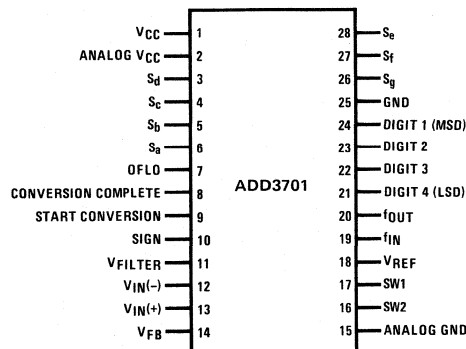 VCC 1
ANALOG VCC 2
Sd 3
Sc 4
Sb 5
Sa 6
OFLO 7
CONVERSION COMPLETE 8
START CONVERSION 9
SIGN 10
VFILTER 11
VIN(-) 12
VIN(+) 13
VFB 14
ADD3701
28 Se
27 Sf
26 Sg
25 GND
24 DIGIT 1 (MSD)
23 DIGIT 2
22 DIGIT 3
21 DIGIT 4 (LSD)
20 fOUT
19 fIN
18 VREF
17 SW1
16 SW2
15 ANALOG GND